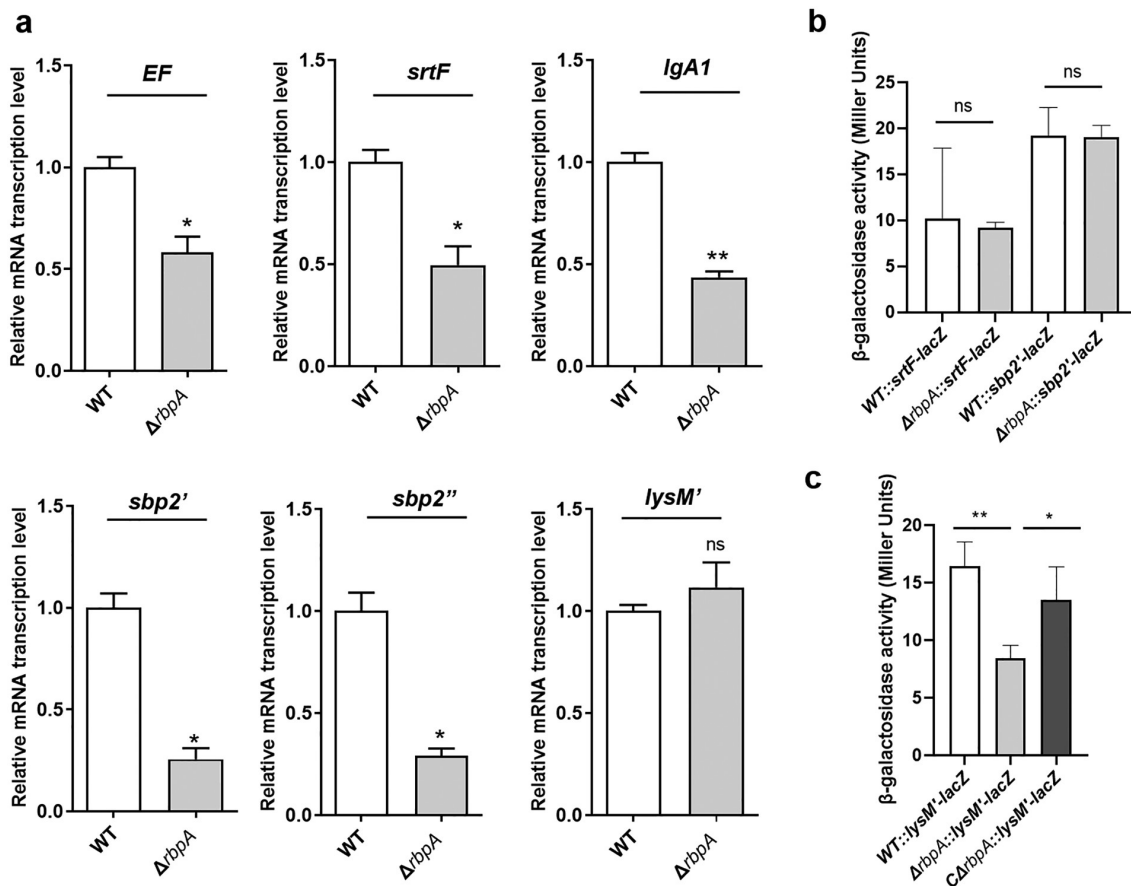 a
EF
Relative mRNA transcription level
1.5
1.0
0.5
0.0
*
WT
ΔrbpA
srtF
Relative mRNA transcription level
1.5
1.0
0.5
0.0
*
WT
ΔrbpA
IgA1
Relative mRNA transcription level
1.5
1.0
0.5
0.0
**
WT
ΔrbpA
sbp2'
Relative mRNA transcription level
1.5
1.0
0.5
0.0
*
WT
ΔrbpA
sbp2"
Relative mRNA transcription level
1.5
1.0
0.5
0.0
*
WT
ΔrbpA
lysM'
Relative mRNA transcription level
1.5
1.0
0.5
0.0
ns
WT
ΔrbpA
b
β-galactosidase activity (Miller Units)
25
20
15
10
5
0
ns
ns
WT::srtF-lacZ
ΔrbpA::srtF-lacZ
WT::sbp2'-lacZ
ΔrbpA::sbp2'-lacZ
c
β-galactosidase activity (Miller Units)
20
15
10
5
0
**
*
WT::lysM'-lacZ
ΔrbpA::lysM'-lacZ
CΔrbpA::lysM'-lacZ